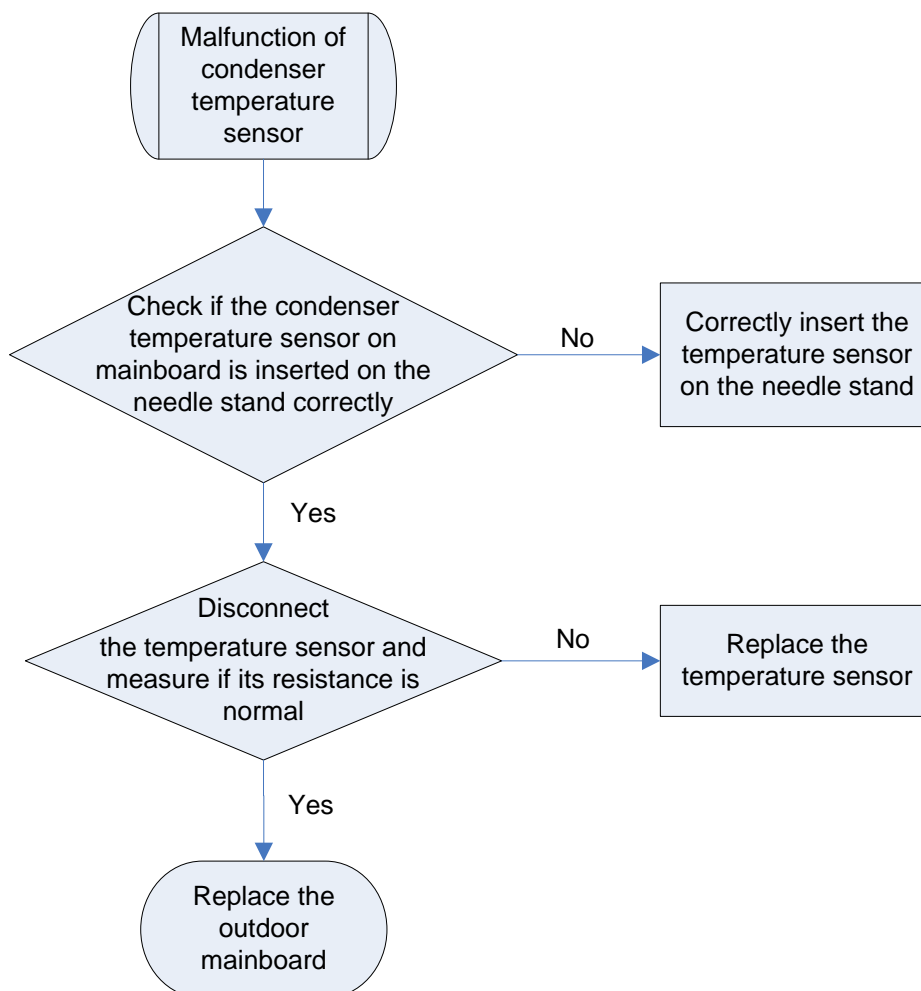 Malfunction of
condenser
temperature
sensor
Check if the condenser
temperature sensor on
mainboard is inserted on the
needle stand correctly
No
Correctly insert the
temperature sensor
on the needle stand
Yes
Disconnect
the temperature sensor and
measure if its resistance is
normal
No
Replace the
temperature sensor
Yes
Replace the
outdoor
mainboard